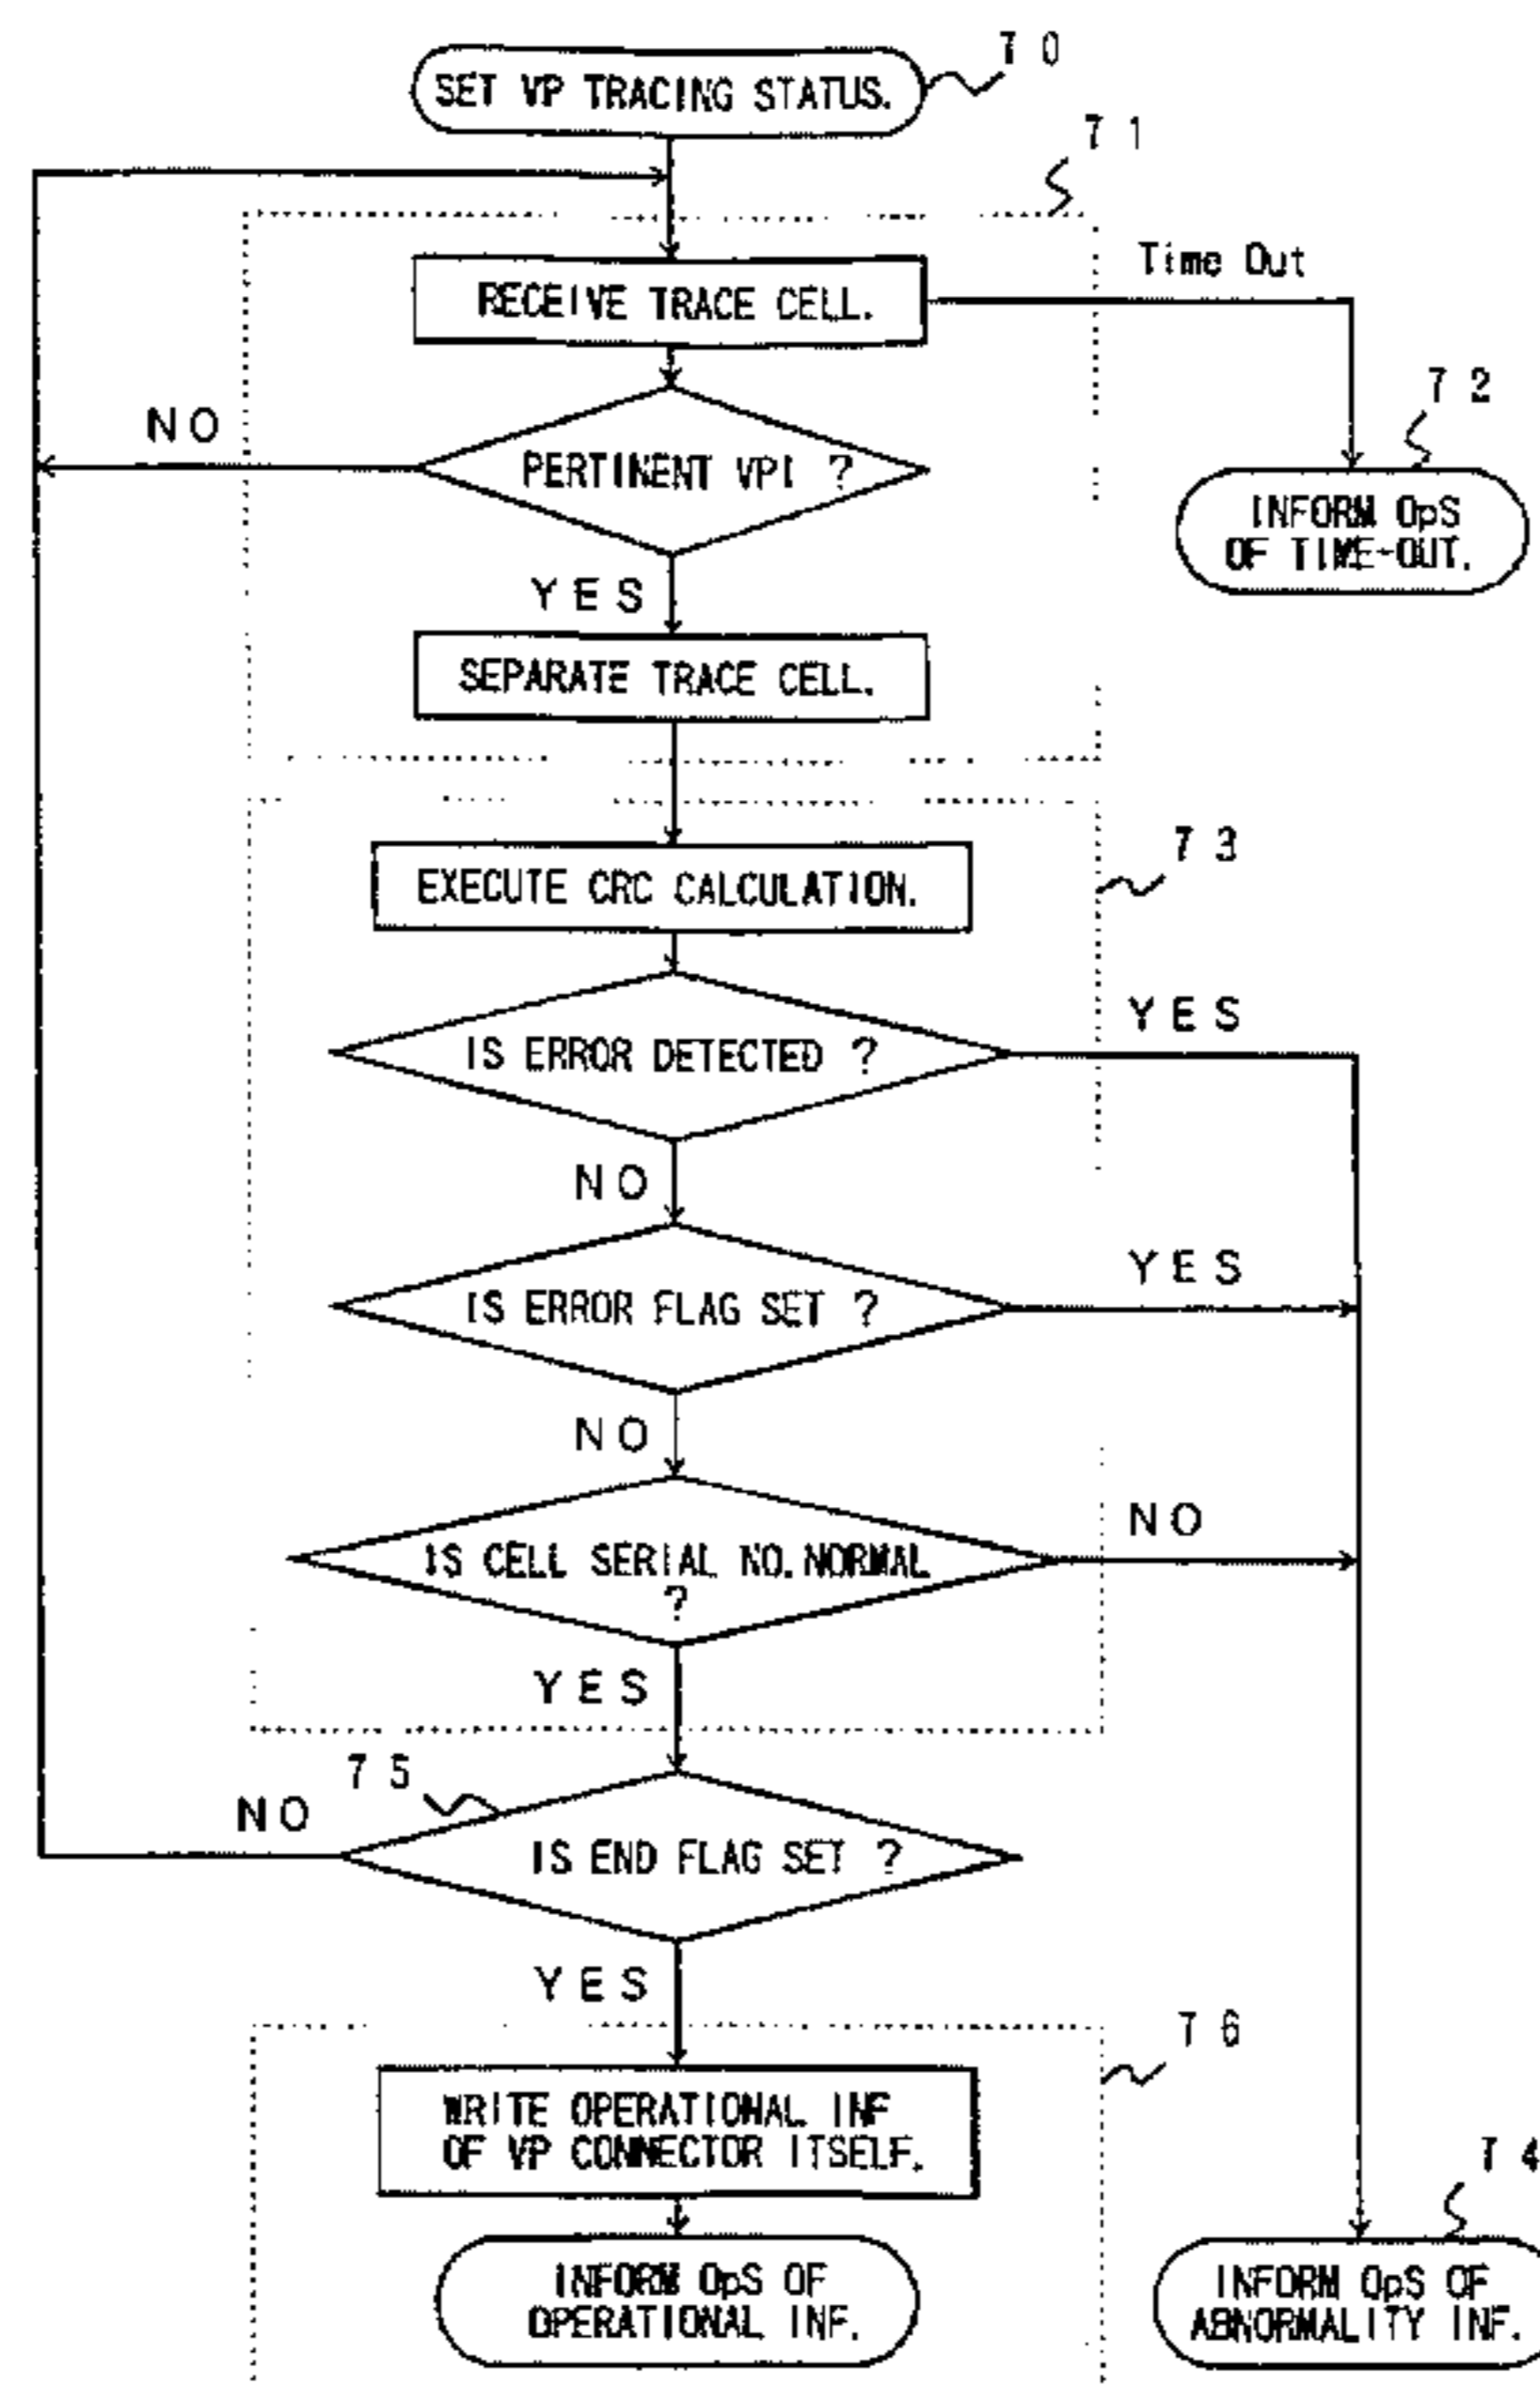 70
SET VP TRACING STATUS.
71
Time Out
RECEIVE TRACE CELL.
72
NO
PERTINENT VPI ?
INFORM OpS
OF TIME-OUT.
YES
SEPARATE TRACE CELL.
73
EXECUTE CRC CALCULATION.
YES
IS ERROR DETECTED ?
NO
YES
IS ERROR FLAG SET ?
NO
NO
IS CELL SERIAL NO. NORMAL
?
YES
75
NO
IS END FLAG SET ?
YES
76
WRITE OPERATIONAL INF
OF VP CONNECTOR ITSELF.
74
INFORM OpS OF
OPERATIONAL INF.
INFORM OpS OF
ABNORMALITY INF.